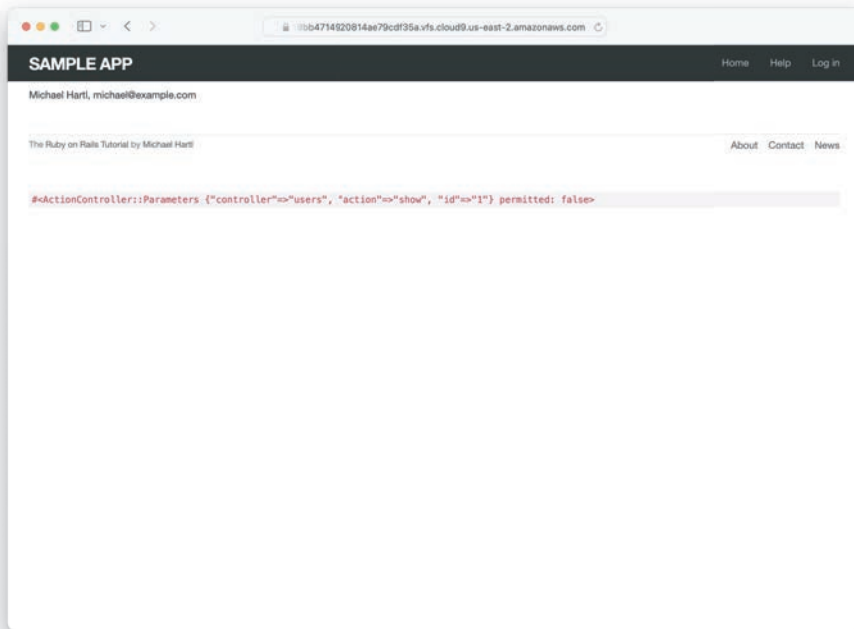 bb4714920814ae79cdf35a.vfs.cloud9.us-east-2.amazonaws.com
SAMPLE APP
Home Help Log in
Michael Hartl, michael@example.com
The Ruby on Rails Tutorial by Michael Hartl
About Contact News
#<ActionController::Parameters {"controller"=>"users", "action"=>"show", "id"=>"1"} permitted: false>